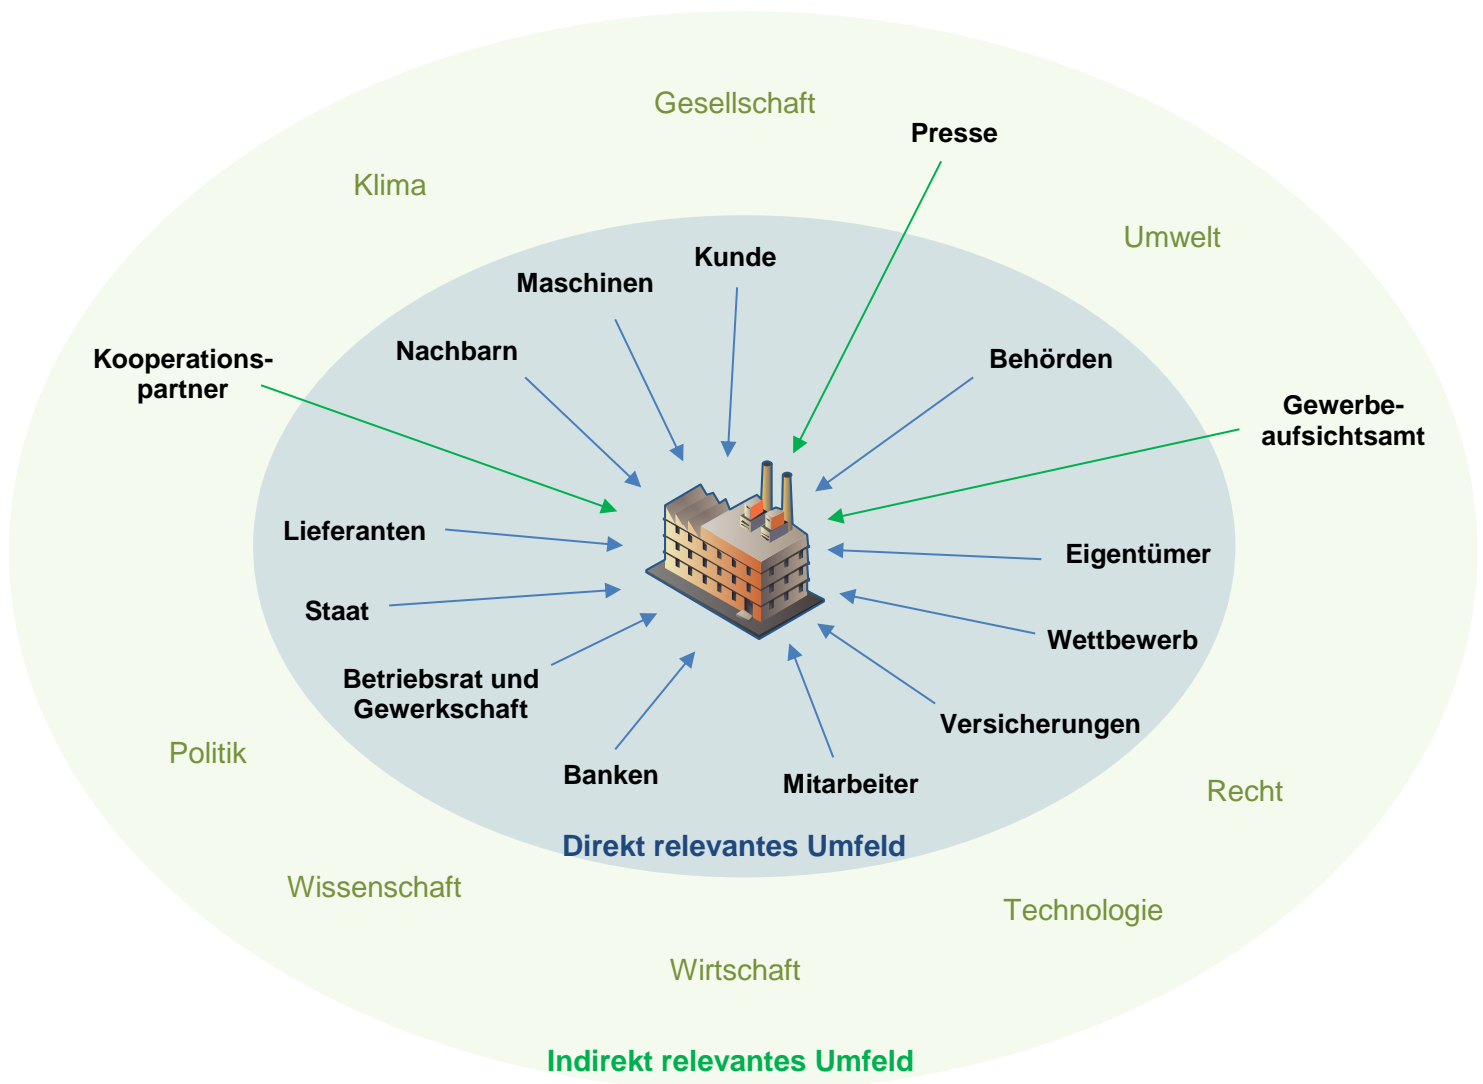 Gesellschaft
Presse
Klima
Umwelt
Kunde
Maschinen
Nachbarn
Behörden
Kooperations-
partner
Gewerbe-
aufsichtsamt
Lieferanten
Eigentümer
Staat
Wettbewerb
Betriebsrat und
Gewerkschaft
Versicherungen
Politik
Banken
Mitarbeiter
Recht
Direkt relevantes Umfeld
Wissenschaft
Technologie
Wirtschaft
Indirekt relevantes Umfeld